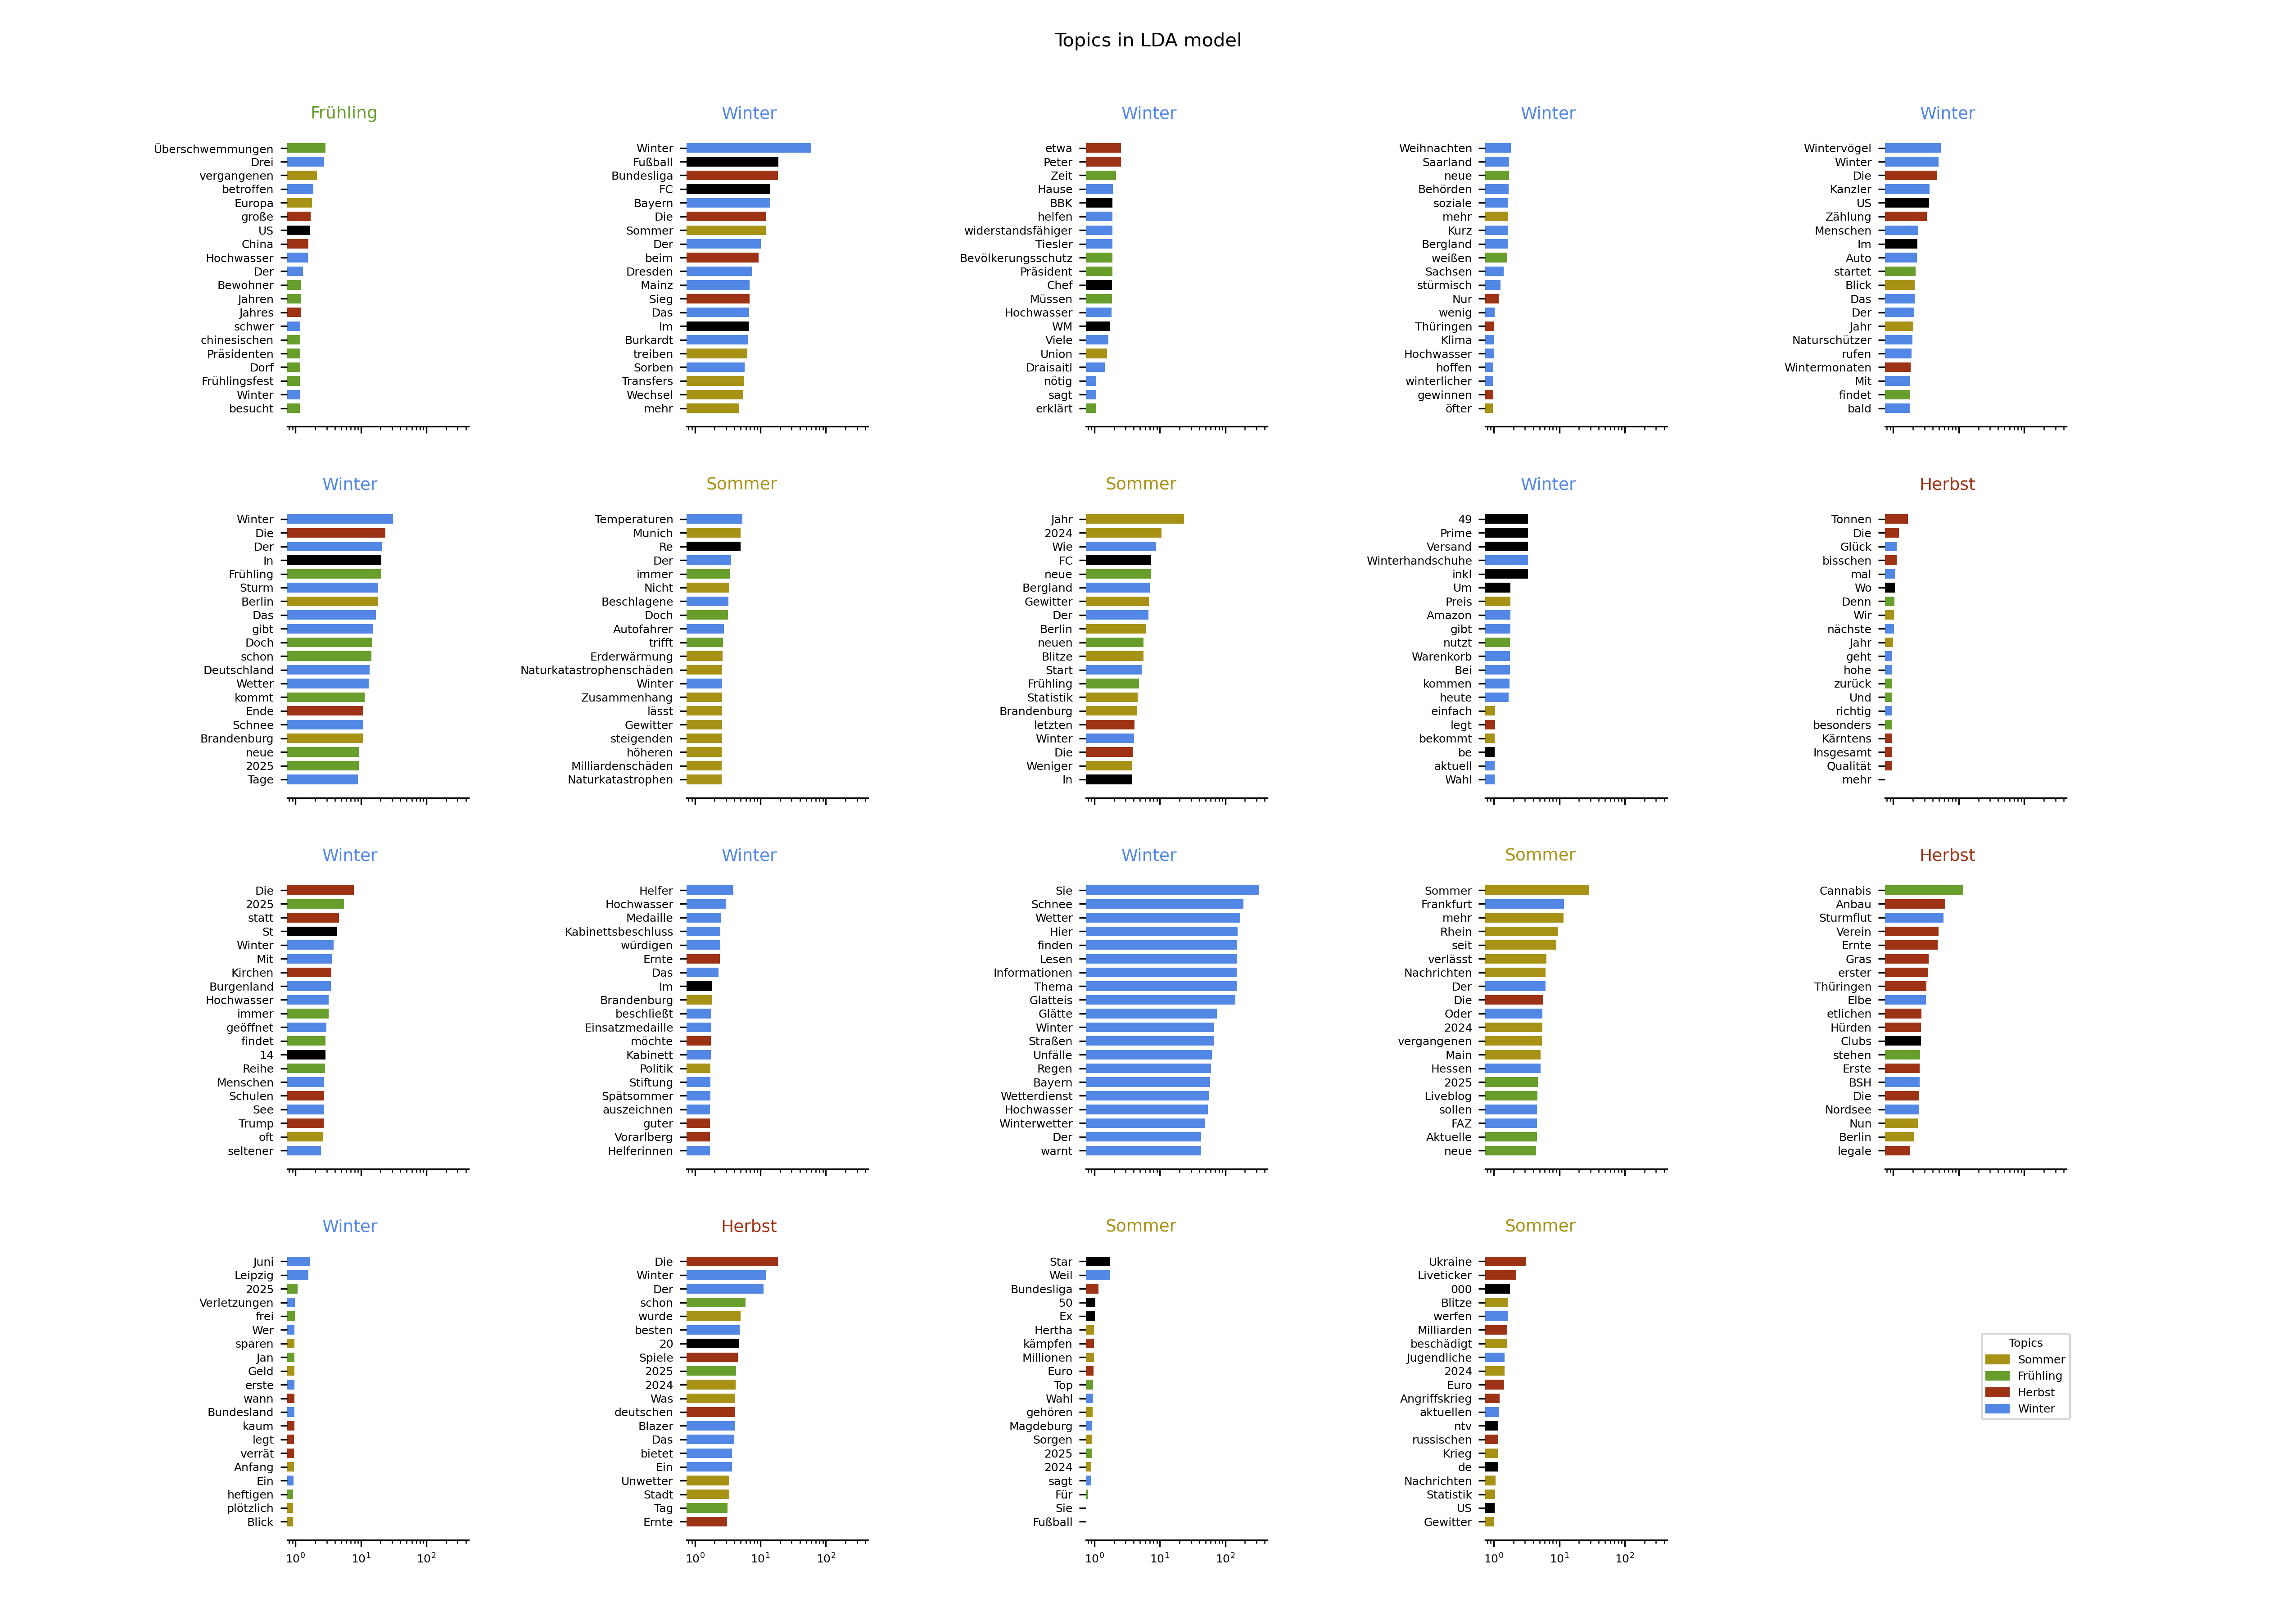 Topics in LDA model
Frühling
Überschwemmungen
Drei
vergangenen
betroffen
Europa
große
US
China
Hochwasser
Der
Bewohner
Jahren
Jahres
schwer
chinesischen
Präsidenten
Dorf
Frühlingsfest
Winter
besucht
Winter
Winter
Fußball
Bundesliga
FC
Bayern
Die
Sommer
Der
beim
Dresden
Mainz
Sieg
Das
Im
Burkardt
treiben
Sorben
Transfers
Wechsel
mehr
Winter
etwa
Peter
Zeit
Hause
BBK
helfen
widerstandsfähiger
Tiesler
Bevölkerungsschutz
Präsident
Chef
Müssen
Hochwasser
WM
Viele
Union
Draisaitl
nötig
sagt
erklärt
Winter
Weihnachten
Saarland
neue
Behörden
soziale
mehr
Kurz
Bergland
weißen
Sachsen
stürmisch
Nur
wenig
Thüringen
Klima
Hochwasser
hoffen
winterlicher
gewinnen
öfter
Winter
Wintervögel
Winter
Die
Kanzler
US
Zählung
Menschen
Im
Auto
startet
Blick
Das
Der
Jahr
Naturschützer
rufen
Wintermonaten
Mit
findet
bald
Winter
Winter
Die
Der
In
Frühling
Sturm
Berlin
Das
gibt
Doch
schon
Deutschland
Wetter
kommt
Ende
Schnee
Brandenburg
neue
2025
Tage
Sommer
Temperaturen
Munich
Re
Der
immer
Nicht
Beschlagene
Doch
Autofahrer
trifft
Erderwärmung
Naturkatastrophenschäden
Winter
Zusammenhang
lässt
Gewitter
steigenden
höheren
Milliardenschäden
Naturkatastrophen
Sommer
Jahr
2024
Wie
FC
neue
Bergland
Gewitter
Der
Berlin
neuen
Blitze
Start
Frühling
Statistik
Brandenburg
letzten
Winter
Die
Weniger
In
Winter
49
Prime
Versand
Winterhandschuhe
inkl
Um
Preis
Amazon
gibt
nutzt
Warenkorb
Bei
kommen
heute
einfach
legt
bekommt
be
aktuell
Wahl
Herbst
Tonnen
Die
Glück
bisschen
mal
Wo
Denn
Wir
nächste
Jahr
geht
hohe
zurück
Und
richtig
besonders
Kärntens
Insgesamt
Qualität
mehr
Winter
Die
2025
statt
St
Winter
Mit
Kirchen
Burgenland
Hochwasser
immer
geöffnet
findet
14
Reihe
Menschen
Schulen
See
Trump
oft
seltener
Winter
Helfer
Hochwasser
Medaille
Kabinettsbeschluss
würdigen
Ernte
Das
Im
Brandenburg
beschließt
Einsatzmedaille
möchte
Kabinett
Politik
Stiftung
Spätsommer
auszeichnen
guter
Vorarlberg
Helferinnen
Winter
Sie
Schnee
Wetter
Hier
finden
Lesen
Informationen
Thema
Glatteis
Glätte
Winter
Straßen
Unfälle
Regen
Bayern
Wetterdienst
Hochwasser
Winterwetter
Der
warnt
Sommer
Sommer
Frankfurt
mehr
Rhein
seit
verlässt
Nachrichten
Der
Die
Oder
2024
vergangenen
Main
Hessen
2025
Liveblog
sollen
FAZ
Aktuelle
neue
Herbst
Cannabis
Anbau
Sturmflut
Verein
Ernte
Gras
erster
Thüringen
Elbe
etlichen
Hürden
Clubs
stehen
Erste
BSH
Die
Nordsee
Nun
Berlin
legale
Winter
Juni
Leipzig
2025
Verletzungen
frei
Wer
sparen
Jan
Geld
erste
wann
Bundesland
kaum
legt
verrät
Anfang
Ein
heftigen
plötzlich
Blick
10⁰ 10¹ 10²
Herbst
Die
Winter
Der
schon
wurde
besten
20
Spiele
2025
2024
Was
deutschen
Blazer
Das
bietet
Ein
Unwetter
Stadt
Tag
Ernte
10⁰ 10¹ 10²
Sommer
Star
Weil
Bundesliga
50
Ex
Hertha
kämpfen
Millionen
Euro
Top
Wahl
gehören
Magdeburg
Sorgen
2025
2024
sagt
Für
Sie
Fußball
10⁰ 10¹ 10²
Sommer
Ukraine
Liveticker
000
Blitze
werfen
Milliarden
beschädigt
Jugendliche
2024
Euro
Angriffskrieg
aktuellen
ntv
russischen
Krieg
de
Nachrichten
Statistik
US
Gewitter
10⁰ 10¹ 10²
Topics
Sommer
Frühling
Herbst
Winter